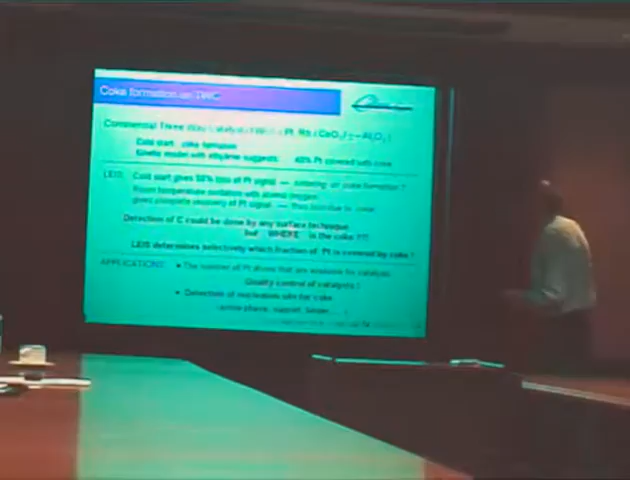 Coke formation on TWC
Commercial Three Way Catalyst (TWC) : Pt, Rh / CeO₂ / - Al₂O₃
Cold start : coke formation
Kinetic model with ethylene suggests: 40% Pt covered with coke
LEIS: Cold start gives 50% loss of Pt signal — sintering or coke formation ?
Room temperature oxidation with atomic oxygen
gives complete recovery of Pt signal — loss due to coke
Detection of C could be done by any surface technique
but WHERE is the coke ???
LEIS determines selectively which fraction of Pt is covered by coke !
APPLICATIONS: • The number of Pt atoms that are available for catalysis
Quality control of catalysts !
• Detection of nucleation site for coke